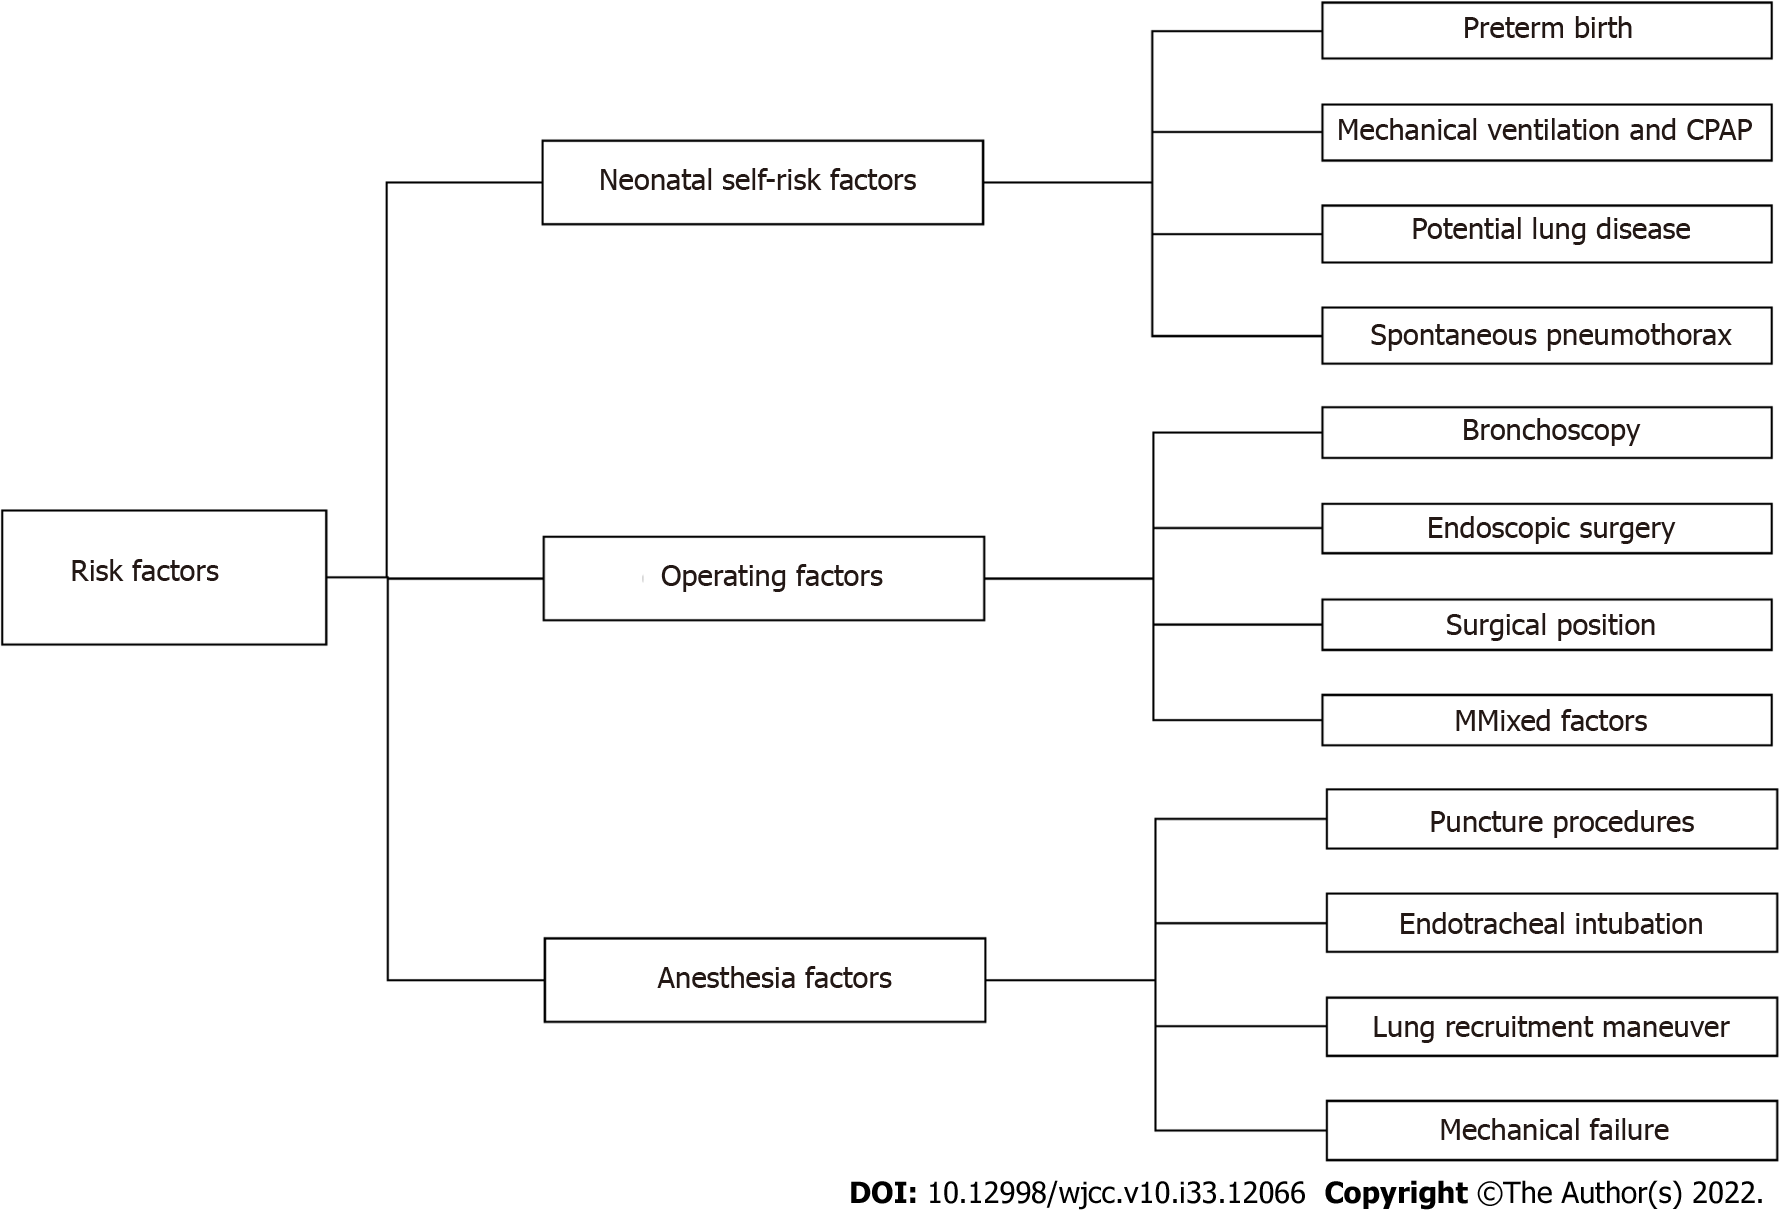 Risk factors
Neonatal self-risk factors
Preterm birth
Mechanical ventilation and CPAP
Potential lung disease
Spontaneous pneumothorax
Operating factors
Bronchoscopy
Endoscopic surgery
Surgical position
MMixed factors
Anesthesia factors
Puncture procedures
Endotracheal intubation
Lung recruitment maneuver
Mechanical failure
DOI: 10.12998/wjcc.v10.i33.12066 Copyright ©The Author(s) 2022.